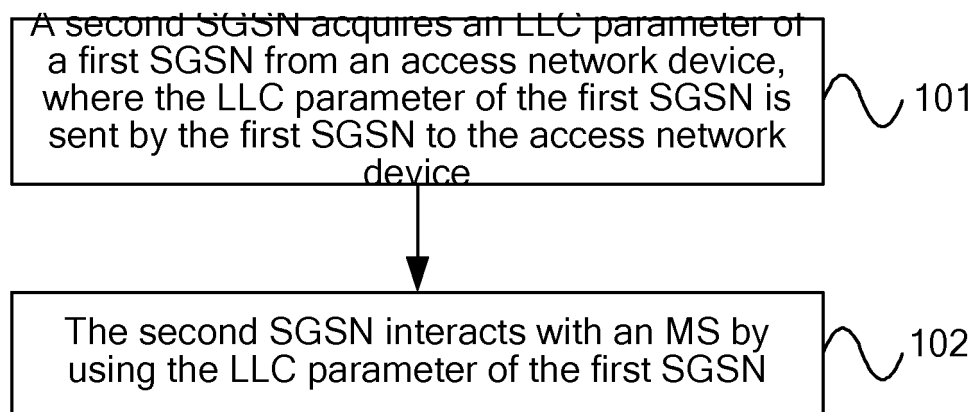 A second SGSN acquires an LLC parameter of
a first SGSN from an access network device,
where the LLC parameter of the first SGSN is
sent by the first SGSN to the access network
device
101
The second SGSN interacts with an MS by
using the LLC parameter of the first SGSN
102